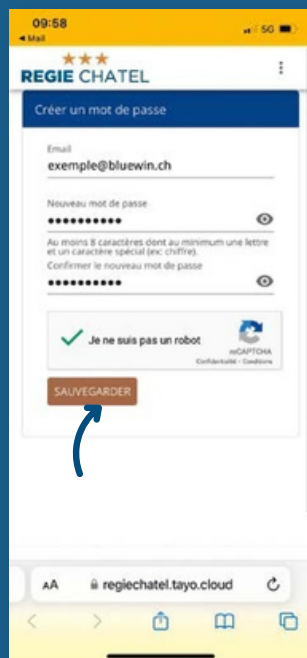 09:58
◄ Mail
5G
REGIE CHATEL
Créer un mot de passe
Email
exemple@bluewin.ch
Nouveau mot de passe
••••••••••
Au moins 8 caractères dont au minimum une lettre
et un caractère spécial (ex: chiffre).
Confirmer le nouveau mot de passe
••••••••••
Je ne suis pas un robot
reCAPTCHA
Confidentialité - Conditions
SAUVEGARDER
AA
regiechatel.tayo.cloud